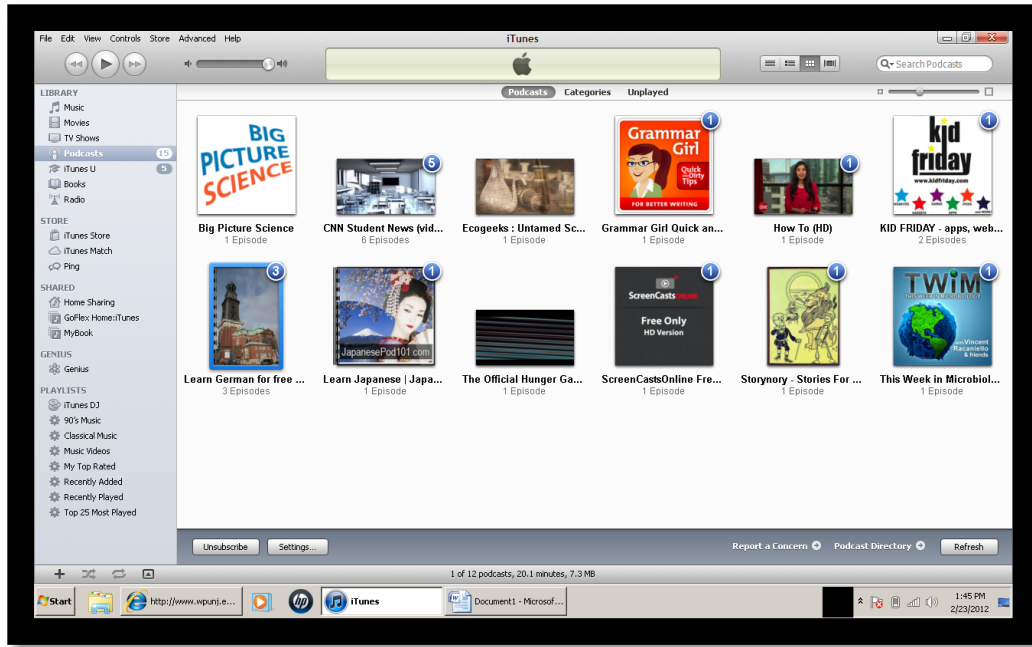 File Edit View Controls Store Advanced Help
iTunes
Search Podcasts
LIBRARY
Music
Movies
TV Shows
Podcasts 15
iTunes U 5
Books
Radio
STORE
iTunes Store
iTunes Match
Ping
SHARED
Home Sharing
GoFlex Home:iTunes
MyBook
GENIUS
Genius
PLAYLISTS
iTunes DJ
90's Music
Classical Music
Music Videos
My Top Rated
Recently Added
Recently Played
Top 25 Most Played
Podcasts Categories Unplayed
BIG
PICTURE
SCIENCE
Big Picture Science
1 Episode
5
CNN Student News (vid...
6 Episodes
Ecogeeks : Untamed Sc...
1 Episode
1
Grammar
Girl
Quick
and Dirty
Tips
FOR BETTER WRITING
Grammar Girl Quick an...
1 Episode
1
How To (HD)
1 Episode
1
kid
friday
www.kidfriday.com
KID FRIDAY - apps, web...
2 Episodes
3
Learn German for free ...
3 Episodes
1
JapanesePod101.com
Learn Japanese | Japa...
1 Episode
The Official Hunger Ga...
1 Episode
1
ScreenCastsONLINE
Free Only
HD Version
ScreenCastsOnline Fre...
1 Episode
1
Storynory - Stories For ...
1 Episode
1
TWiM
THIS WEEK IN MICROBIOLOGY
with Vincent
Racaniello
& friends
This Week in Microbiol...
1 Episode
Unsubscribe Settings... Report a Concern Podcast Directory Refresh
1 of 12 podcasts, 20.1 minutes, 7.3 MB
Start http://www.wpunj.e... hp iTunes Document1 - Microsof... 1:45 PM
2/23/2012